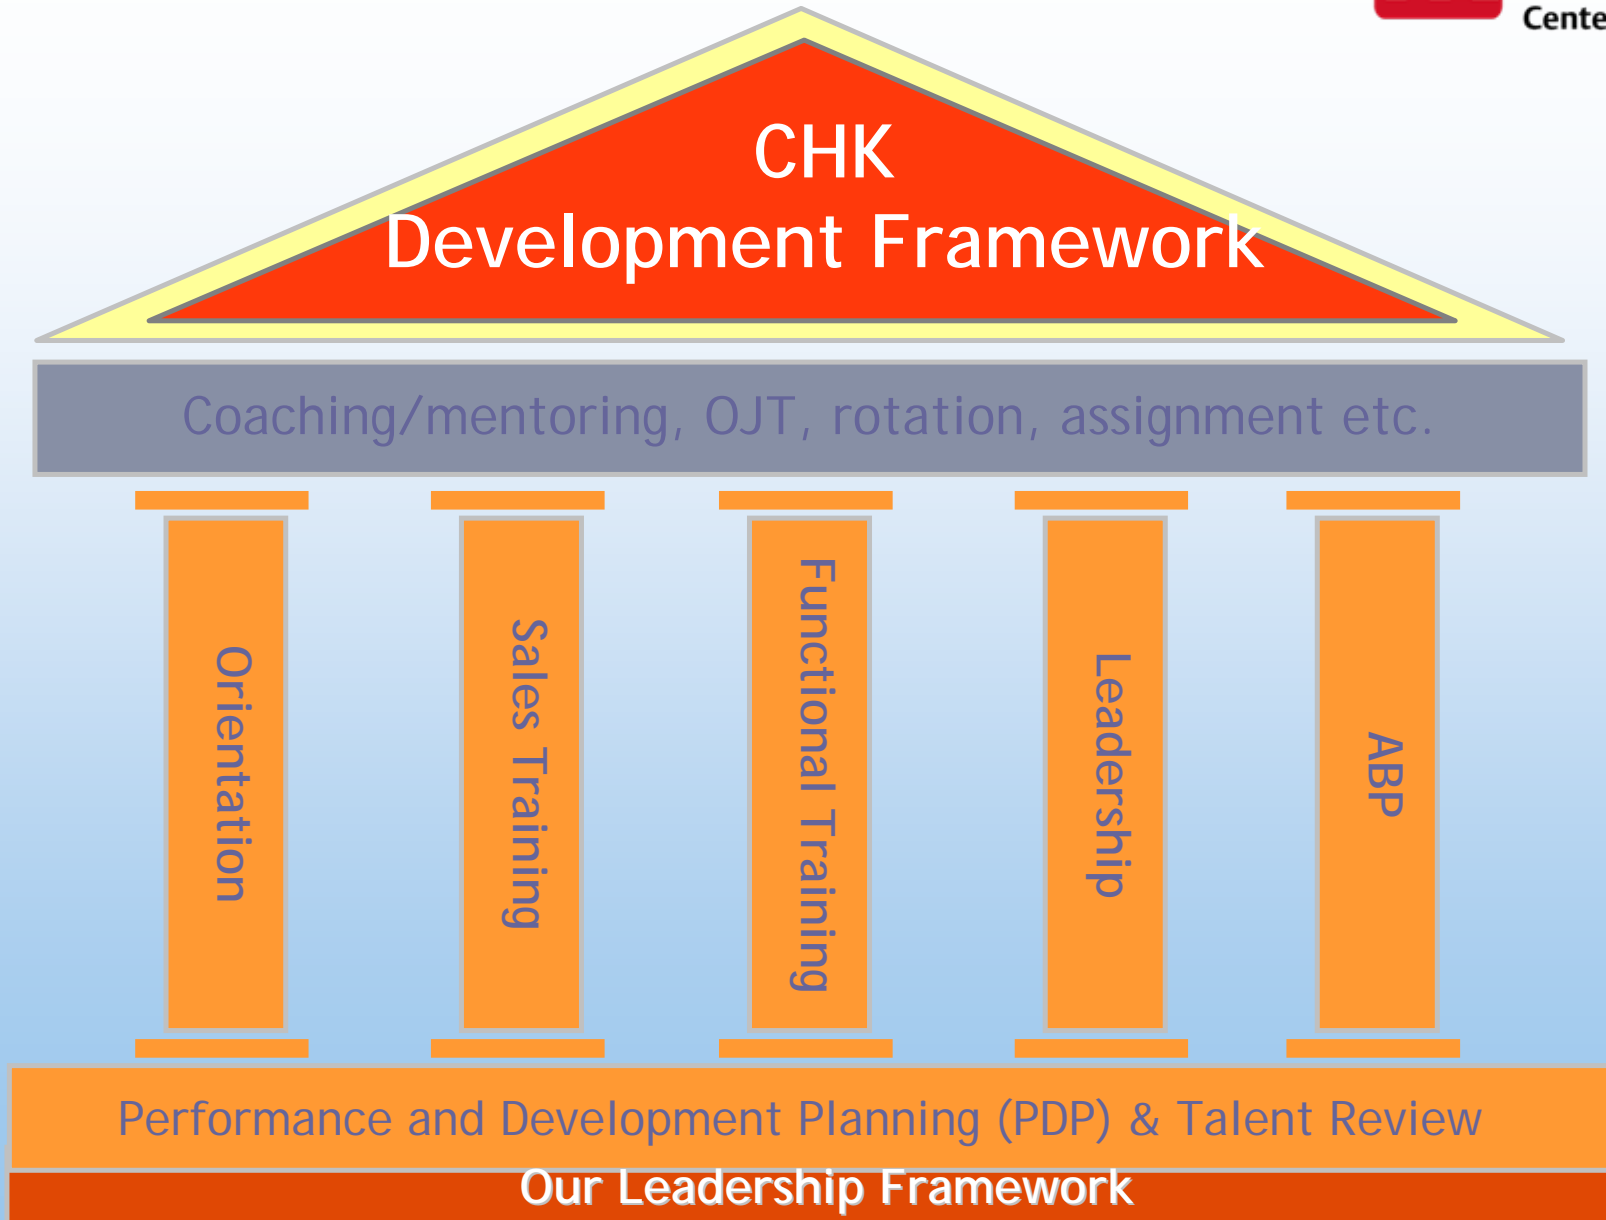 CHK
Development Framework
Coaching/mentoring, OJT, rotation, assignment etc.
Orientation
Sales Training
Functional Training
Leadership
ABP
Performance and Development Planning (PDP) & Talent Review
Our Leadership Framework